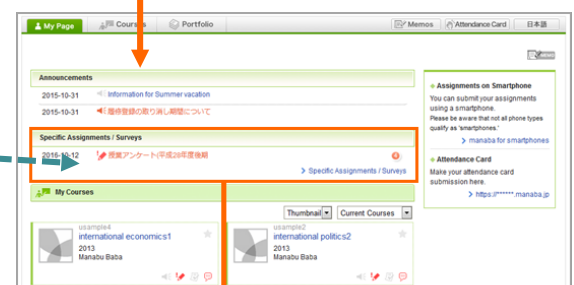 My Page
Courses
Portfolio
Memos
Attendance Card
日本語
MEMO
Announcements
2015-10-31 Information for Summer vacation
2015-10-31 履修登録の取り消し期間について
Specific Assignments / Surveys
2016-10-12 授業アンケート(平成28年度後期
> Specific Assignments / Surveys
My Courses
Thumbnail
Current Courses
usample4
international economics1
2013
Manabu Baba
usample2
international politics2
2013
Manabu Baba
Assignments on Smartphone
You can submit your assignments
using a smartphone.
Please be aware that not all phone types
qualify as 'smartphones.'
> manaba for smartphones
Attendance Card
Make your attendance card
submission here.
> https://******.manaba.jp